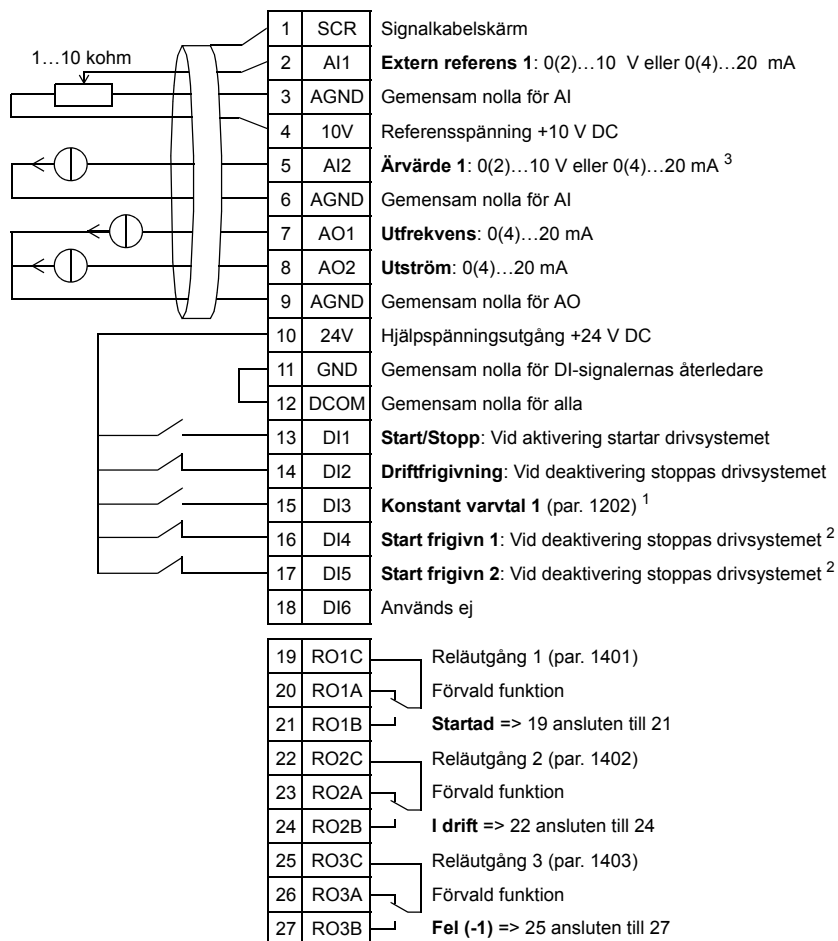 1…10 kohm
1 SCR Signalkabelskärm
2 AI1 Extern referens 1: 0(2)…10 V eller 0(4)…20 mA
3 AGND Gemensam nolla för AI
4 10V Referensspänning +10 V DC
5 AI2 Ärvärde 1: 0(2)…10 V eller 0(4)…20 mA 3
6 AGND Gemensam nolla för AI
7 AO1 Utfrekvens: 0(4)…20 mA
8 AO2 Utström: 0(4)…20 mA
9 AGND Gemensam nolla för AO
10 24V Hjälpspänningsutgång +24 V DC
11 GND Gemensam nolla för DI-signalernas återledare
12 DCOM Gemensam nolla för alla
13 DI1 Start/Stopp: Vid aktivering startar drivsystemet
14 DI2 Driftfrigivning: Vid deaktivering stoppas drivsystemet
15 DI3 Konstant varvtal 1 (par. 1202) 1
16 DI4 Start frigivn 1: Vid deaktivering stoppas drivsystemet 2
17 DI5 Start frigivn 2: Vid deaktivering stoppas drivsystemet 2
18 DI6 Används ej
19 RO1C Reläutgång 1 (par. 1401)
20 RO1A Förvald funktion
21 RO1B Startad => 19 ansluten till 21
22 RO2C Reläutgång 2 (par. 1402)
23 RO2A Förvald funktion
24 RO2B I drift => 22 ansluten till 24
25 RO3C Reläutgång 3 (par. 1403)
26 RO3A Förvald funktion
27 RO3B Fel (-1) => 25 ansluten till 27